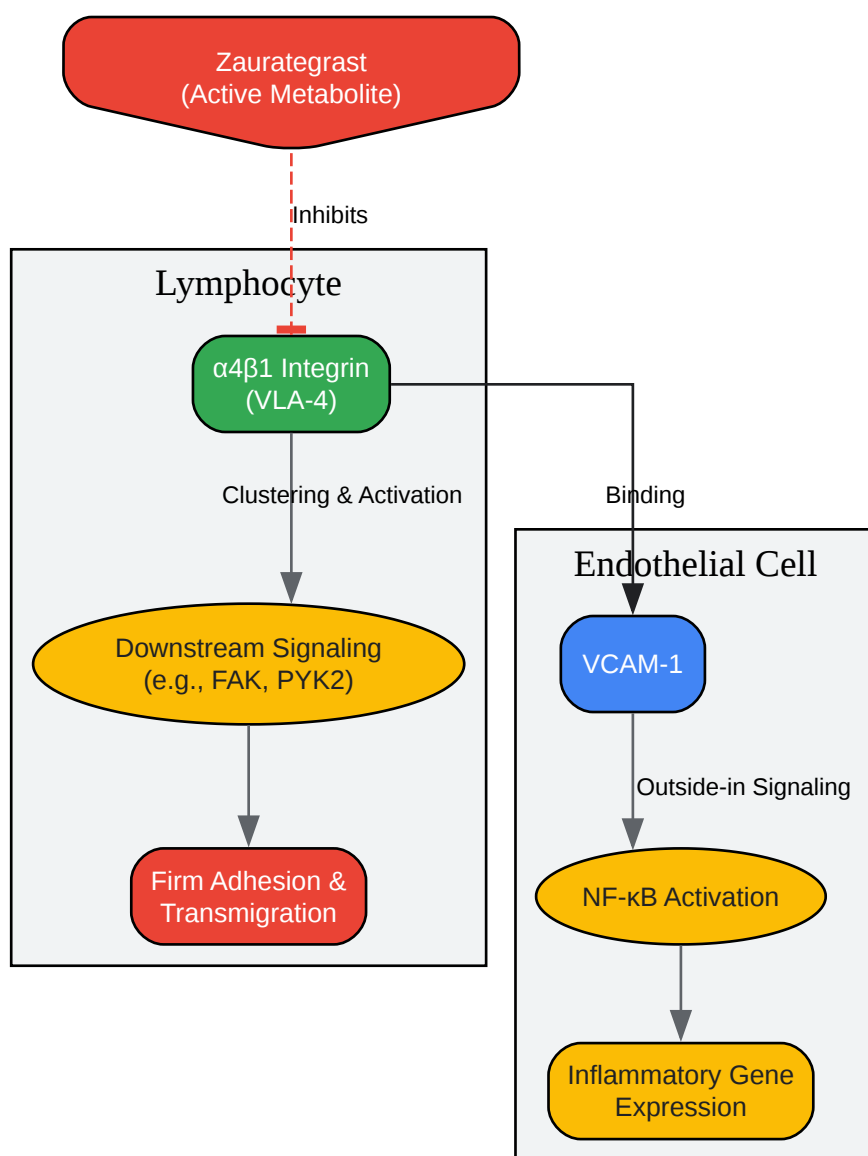 Zaurategrast
(Active Metabolite)
Inhibits
Lymphocyte
α4β1 Integrin
(VLA-4)
Clustering & Activation
Binding
Endothelial Cell
Downstream Signaling
(e.g., FAK, PYK2)
VCAM-1
Outside-in Signaling
Firm Adhesion &
Transmigration
NF-κB Activation
Inflammatory Gene
Expression